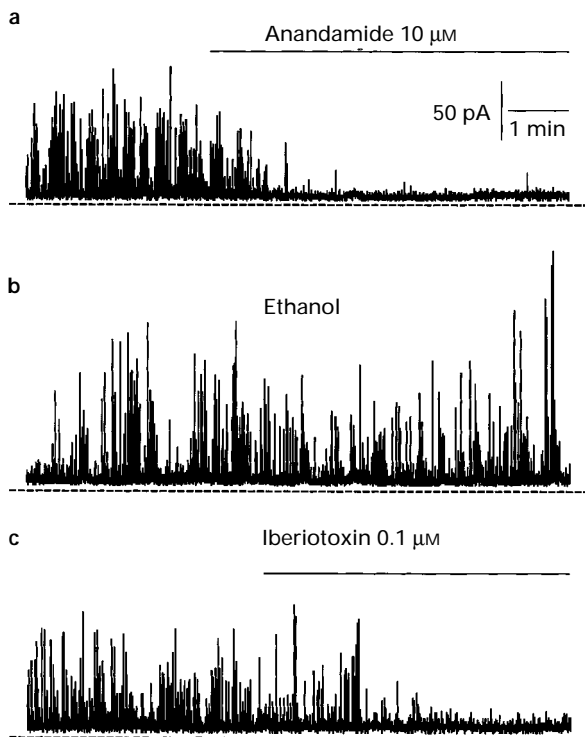 a
Anandamide 10 μM
50 pA
1 min
b
Ethanol
c
Iberiotoxin 0.1 μM